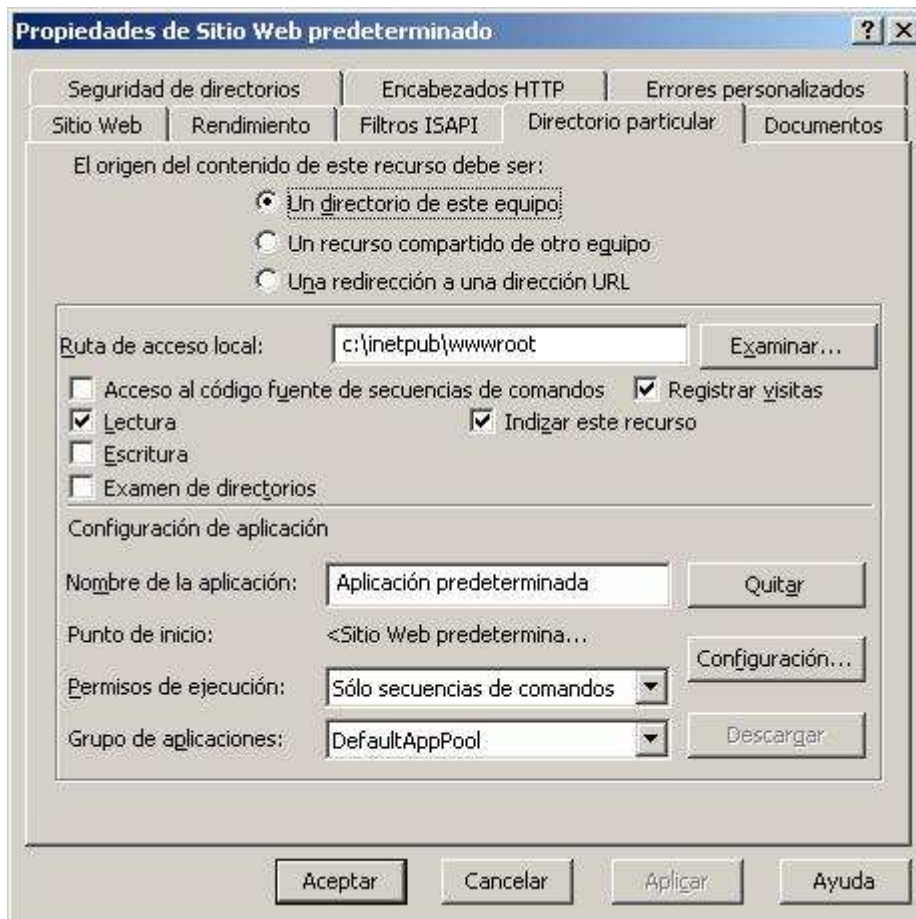 Propiedades de Sitio Web predeterminado
Seguridad de directorios Encabezados HTTP Errores personalizados
Sitio Web Rendimiento Filtros ISAPI Directorio particular Documentos
El origen del contenido de este recurso debe ser:
Un directorio de este equipo
Un recurso compartido de otro equipo
Una redirección a una dirección URL
Ruta de acceso local: c:\inetpub\wwwroot Examinar...
Acceso al código fuente de secuencias de comandos Registrar visitas
Lectura Indizar este recurso
Escritura
Examen de directorios
Configuración de aplicación
Nombre de la aplicación: Aplicación predeterminada Quitar
Punto de inicio: <Sitio Web predetermina...
Configuración...
Permisos de ejecución: Sólo secuencias de comandos
Grupo de aplicaciones: DefaultAppPool Descargar
Aceptar Cancelar Aplicar Ayuda